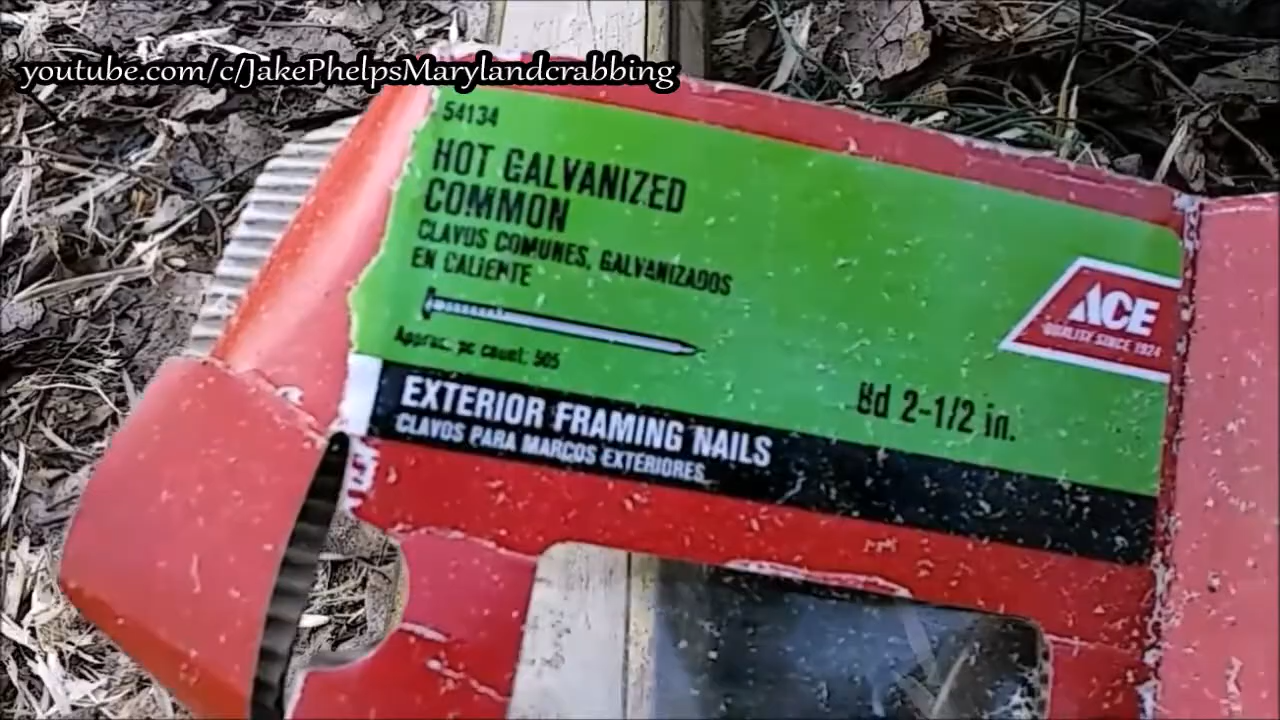 youtube.com/c/JakePhelpsMarylandcrabbing
54134
HOT GALVANIZED
COMMON
CLAVOS COMUNES, GALVANIZADOS
EN CALIENTE
Approx. pc count: 505
ACE
QUALITY SINCE 1924
8d 2-1/2 in.
EXTERIOR FRAMING NAILS
CLAVOS PARA MARCOS EXTERIORES